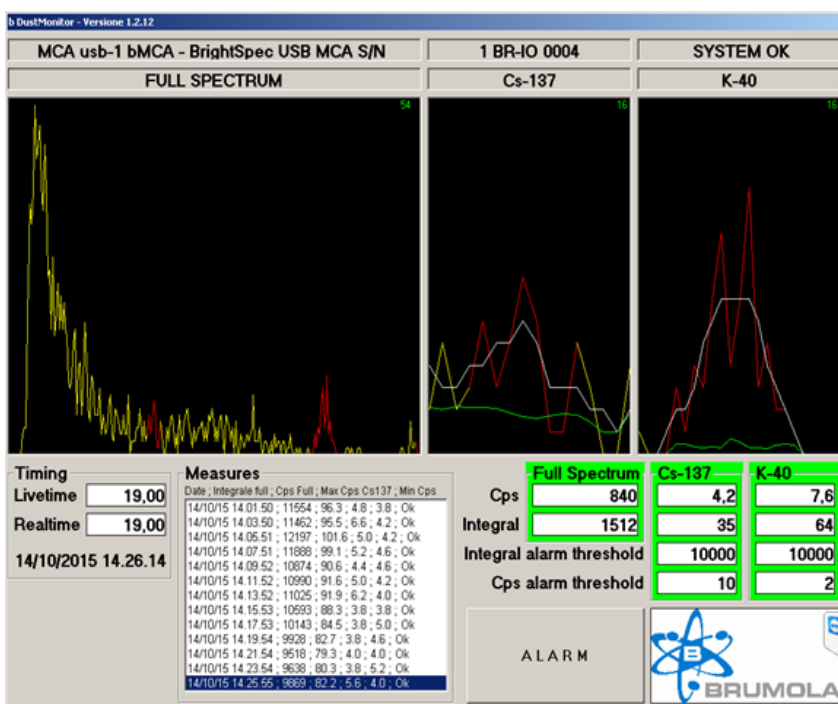 b DustMonitor - Versione 1.2.12
MCA usb-1 bMCA - BrightSpec USB MCA S/N
1 BR-IO 0004
SYSTEM OK
FULL SPECTRUM
Cs-137
K-40
54
16
16
Timing
Livetime 19,00
Realtime 19,00
14/10/2015 14.26.14
Measures
Date ; Integrale full ; Cps Full ; Max Cps Cs137 ; Min Cps
14/10/15 14.01.50 ; 11554 ; 96.3 ; 4.8 ; 3.8 ; Ok
14/10/15 14.03.50 ; 11462 ; 95.5 ; 6.6 ; 4.2 ; Ok
14/10/15 14.05.51 ; 12197 ; 101.6 ; 5.0 ; 4.2 ; Ok
14/10/15 14.07.51 ; 11888 ; 99.1 ; 5.2 ; 4.6 ; Ok
14/10/15 14.09.52 ; 10874 ; 90.6 ; 4.4 ; 4.6 ; Ok
14/10/15 14.11.52 ; 10990 ; 91.6 ; 5.0 ; 4.2 ; Ok
14/10/15 14.13.52 ; 11025 ; 91.9 ; 6.2 ; 4.0 ; Ok
14/10/15 14.15.53 ; 10593 ; 88.3 ; 3.8 ; 3.8 ; Ok
14/10/15 14.17.53 ; 10143 ; 84.5 ; 3.8 ; 5.0 ; Ok
14/10/15 14.19.54 ; 9928 ; 82.7 ; 3.8 ; 4.6 ; Ok
14/10/15 14.21.54 ; 9518 ; 79.3 ; 4.0 ; 4.0 ; Ok
14/10/15 14.23.54 ; 9638 ; 80.3 ; 3.8 ; 5.2 ; Ok
14/10/15 14.25.55 ; 9869 ; 82.2 ; 5.6 ; 4.0 ; Ok
Full Spectrum Cs-137 K-40
Cps 840 4,2 7,6
Integral 1512 35 64
Integral alarm threshold 10000 10000
Cps alarm threshold 10 2
ALARM
B
BRUMOLA